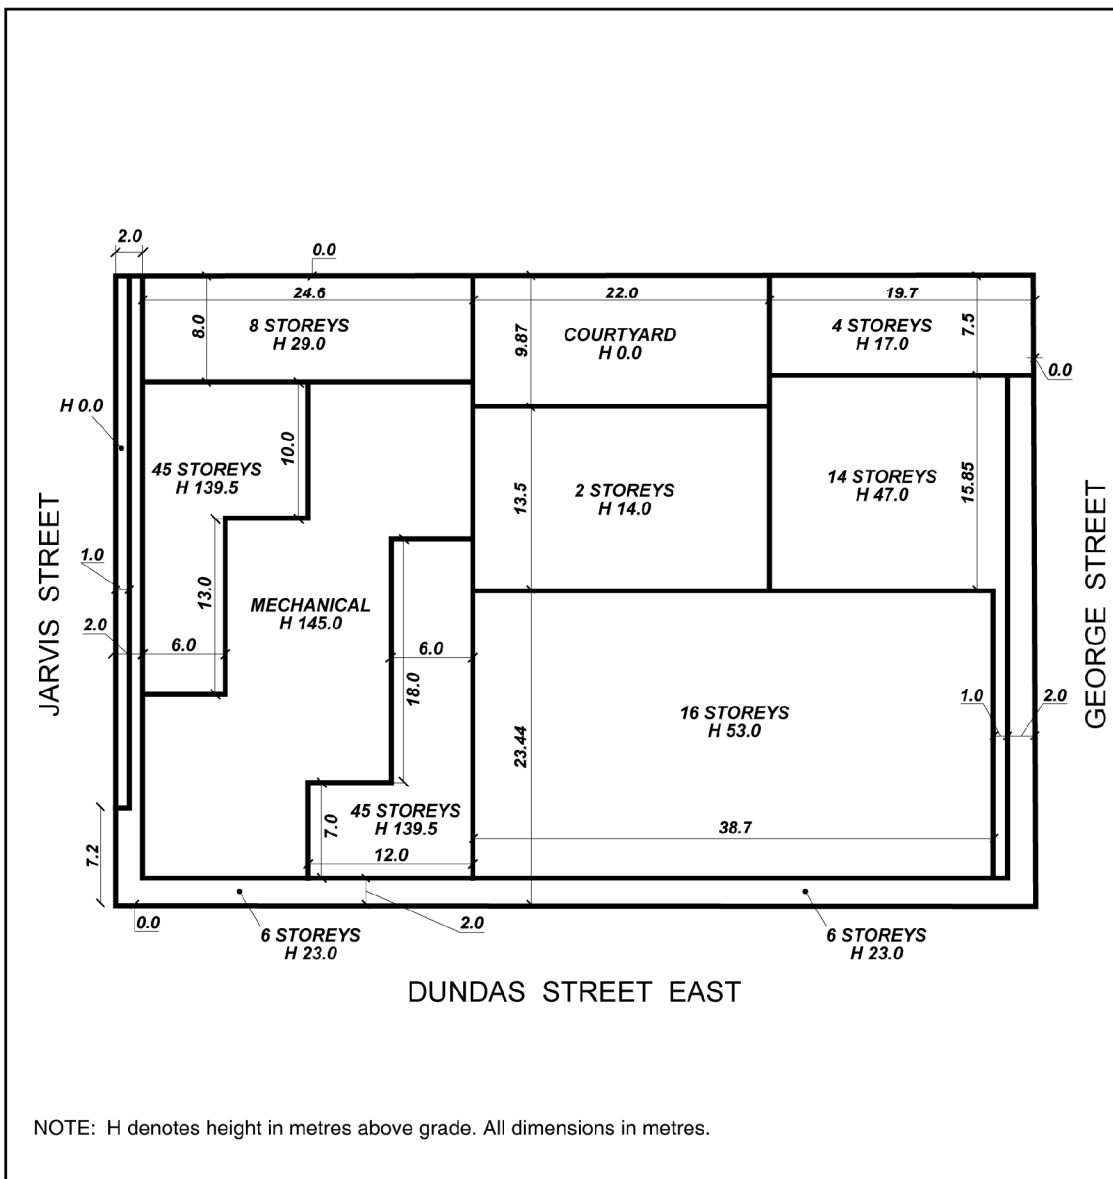 2.0
0.0
24.6
22.0
19.7
8.0
8 STOREYS
H 29.0
9.87
COURTYARD
H 0.0
4 STOREYS
H 17.0
7.5
0.0
H 0.0
10.0
45 STOREYS
H 139.5
13.5
2 STOREYS
H 14.0
14 STOREYS
H 47.0
15.85
JARVIS STREET
GEORGE STREET
1.0
13.0
MECHANICAL
H 145.0
2.0
6.0
6.0
18.0
16 STOREYS
H 53.0
1.0
2.0
23.44
7.2
7.0
45 STOREYS
H 139.5
38.7
12.0
0.0
6 STOREYS
H 23.0
2.0
6 STOREYS
H 23.0
DUNDAS STREET EAST
NOTE: H denotes height in metres above grade. All dimensions in metres.